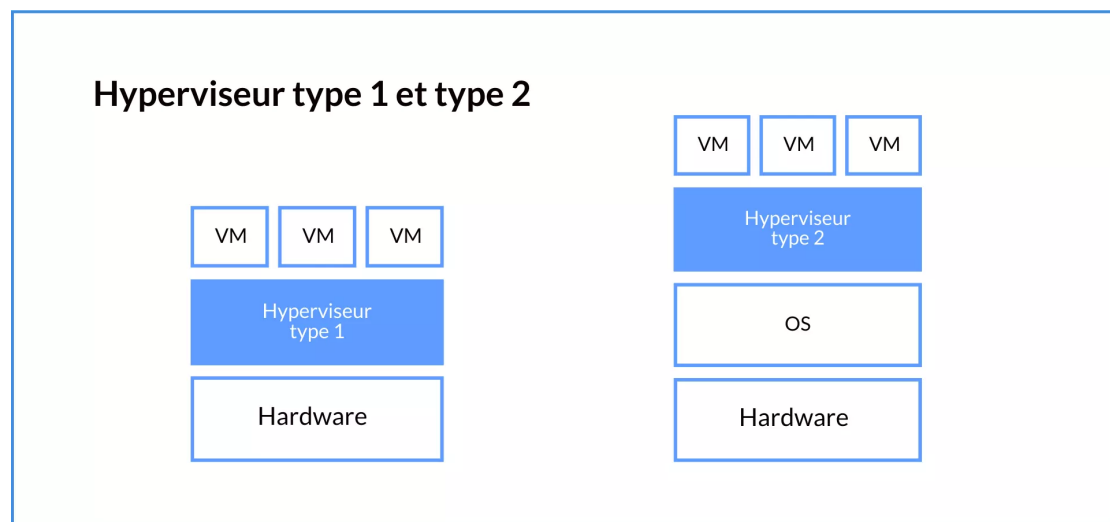 Hyperviseur type 1 et type 2
VM VM VM
Hyperviseur
type 1
Hardware
VM VM VM
Hyperviseur
type 2
OS
Hardware